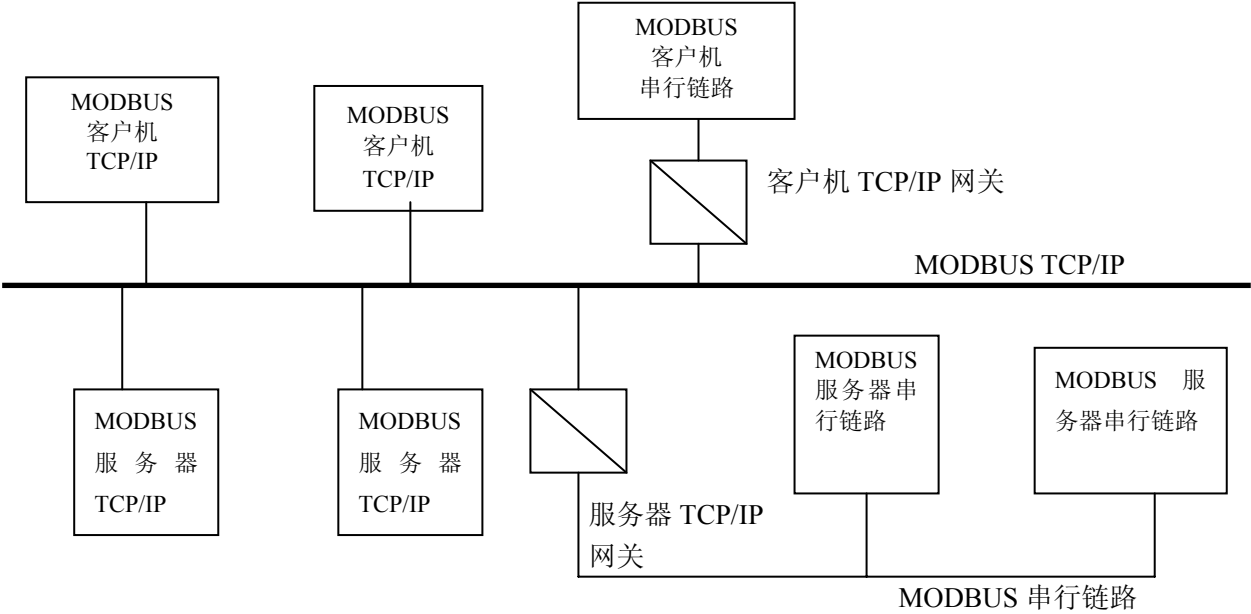 MODBUS
客户机
TCP/IP
MODBUS
客户机
TCP/IP
MODBUS
客户机
串行链路
客户机 TCP/IP 网关
MODBUS TCP/IP
MODBUS
服务器
TCP/IP
MODBUS
服务器
TCP/IP
服务器 TCP/IP
网关
MODBUS
服务器串
行链路
MODBUS 服
务器串行链路
MODBUS 串行链路